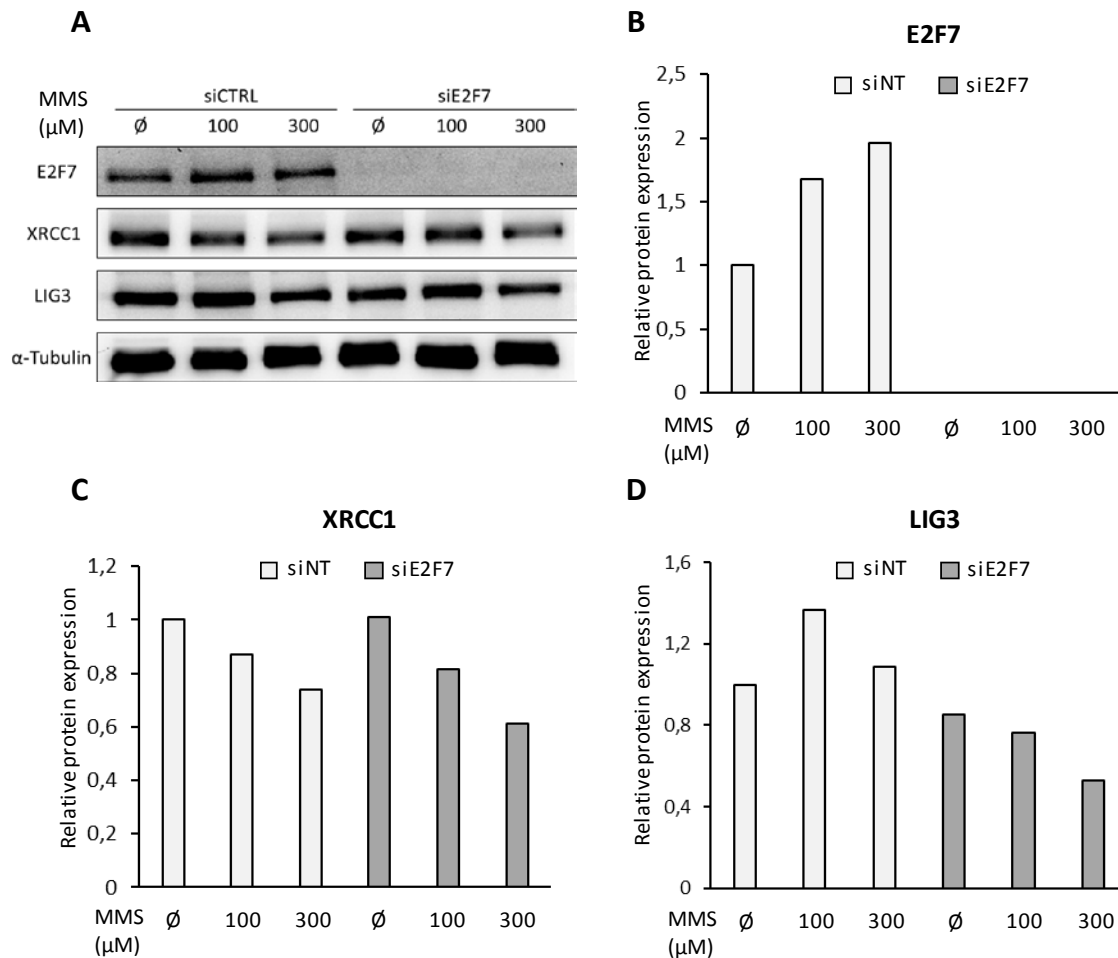 A
MMS
(µM)
siCTRL siE2F7
Ø 100 300 Ø 100 300
E2F7
XRCC1
LIG3
α-Tubulin
B
E2F7
siNT siE2F7
Relative protein expression
2,5
2
1,5
1
0,5
0
MMS
(µM)
Ø 100 300 Ø 100 300
C
XRCC1
siNT siE2F7
Relative protein expression
1,2
1
0,8
0,6
0,4
0,2
0
MMS
(µM)
Ø 100 300 Ø 100 300
D
LIG3
siNT siE2F7
Relative protein expression
1,6
1,2
0,8
0,4
0
MMS
(µM)
Ø 100 300 Ø 100 300